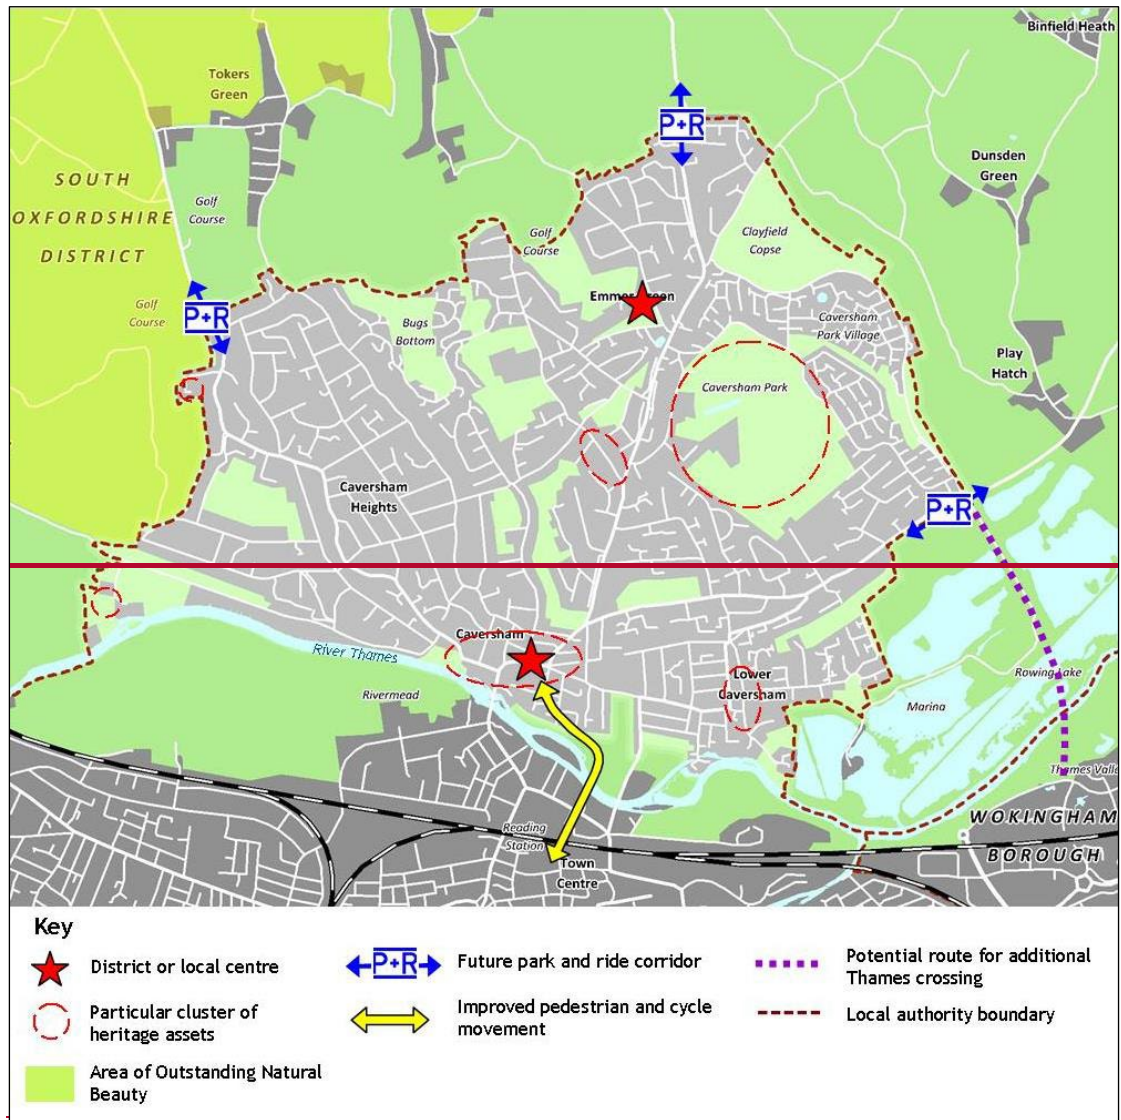 Binfield Heath
Tokers
Green
P+R
Dunsden
Green
SOUTH
OXFORDSHIRE
DISTRICT
Golf
Course
Golf
Course
Clayfield
Copse
Emmer Green
Golf
Course
P+R
Bugs
Bottom
Caversham
Park Village
Play
Hatch
Caversham Park
Caversham
Heights
P+R
Caversham
River Thames
Rivermead
Lower
Caversham
Rowing Lake
Marina
Thames Valle
WOKINGHAM
BOROUGH
Reading
Station
Town
Centre
Key
District or local centre
P+R
Future park and ride corridor
Potential route for additional
Thames crossing
Particular cluster of
heritage assets
Improved pedestrian and cycle
movement
Local authority boundary
Area of Outstanding Natural
Beauty